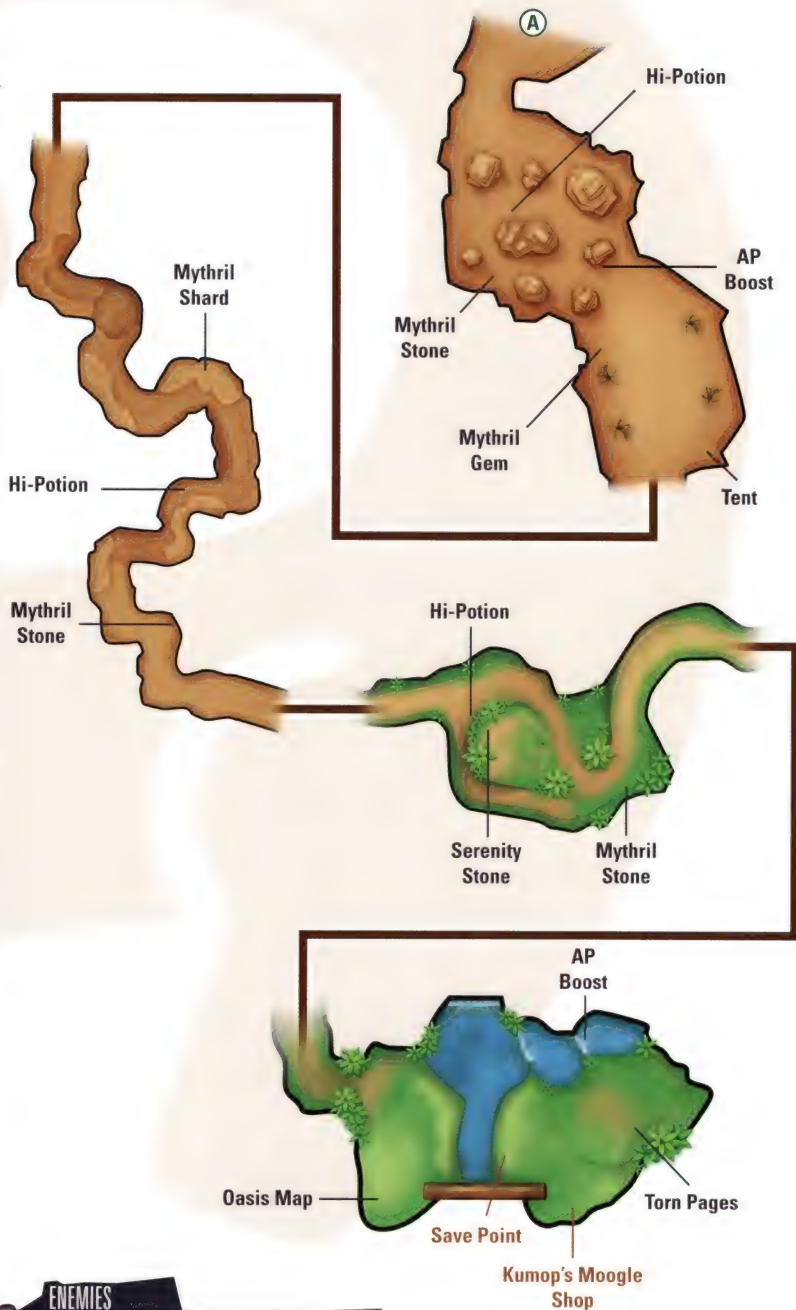 A
Hi-Potion
AP
Boost
Mythril
Stone
Mythril
Gem
Tent
Mythril
Shard
Hi-Potion
Mythril
Stone
Hi-Potion
Serenity
Stone
Mythril
Stone
AP
Boost
Oasis Map
Save Point
Torn Pages
Kumop's Moogle
Shop
ENEMIES